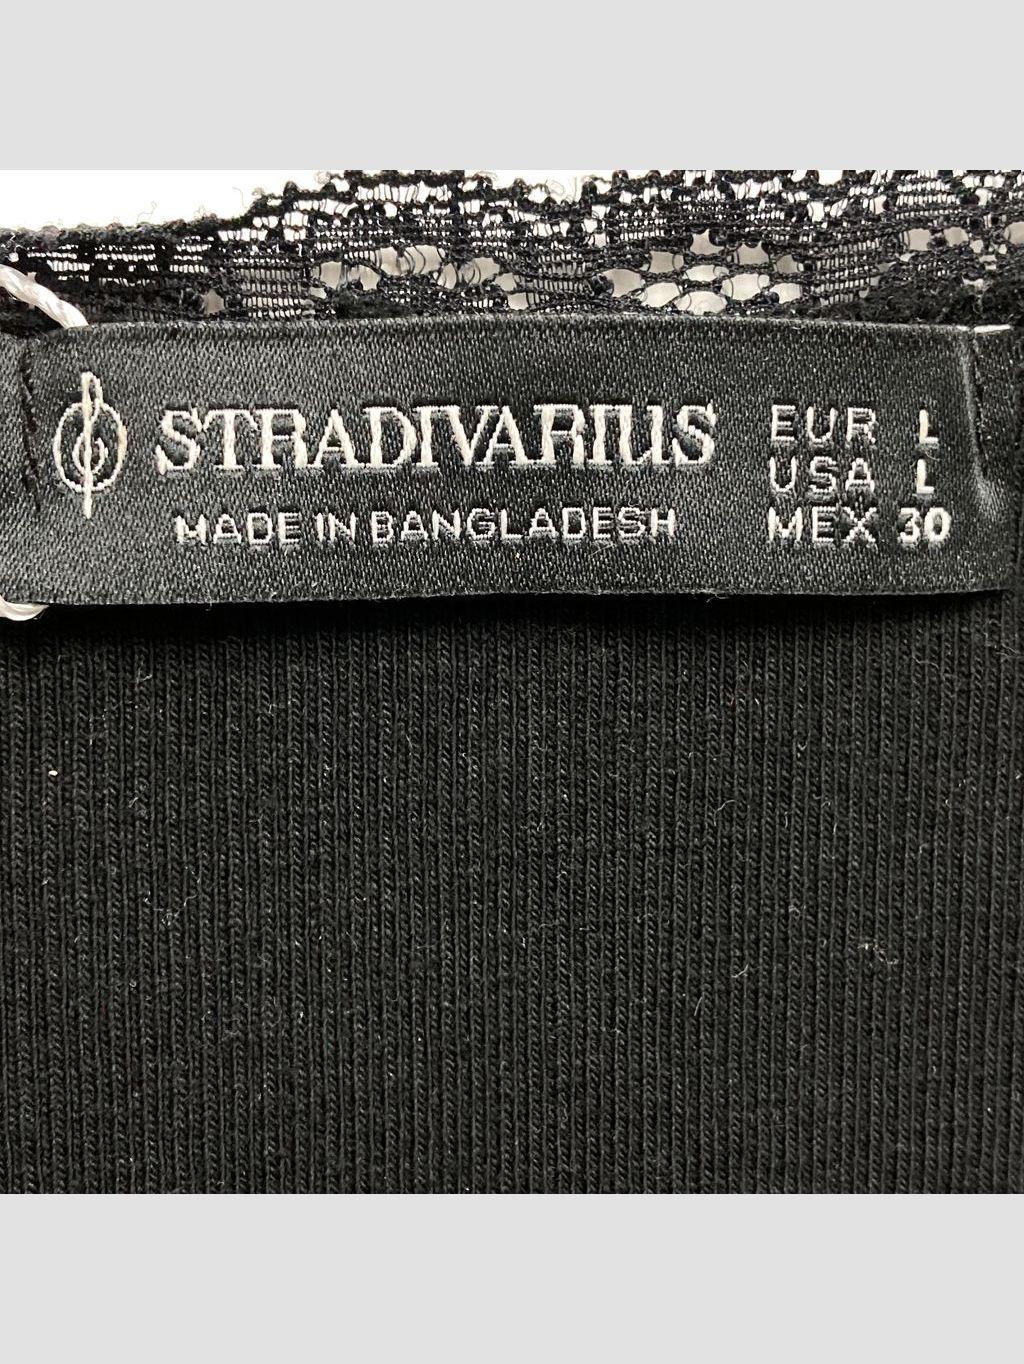 STRADIVARIUS
MADE IN BANGLADESH
EUR L
USA L
MEX 30